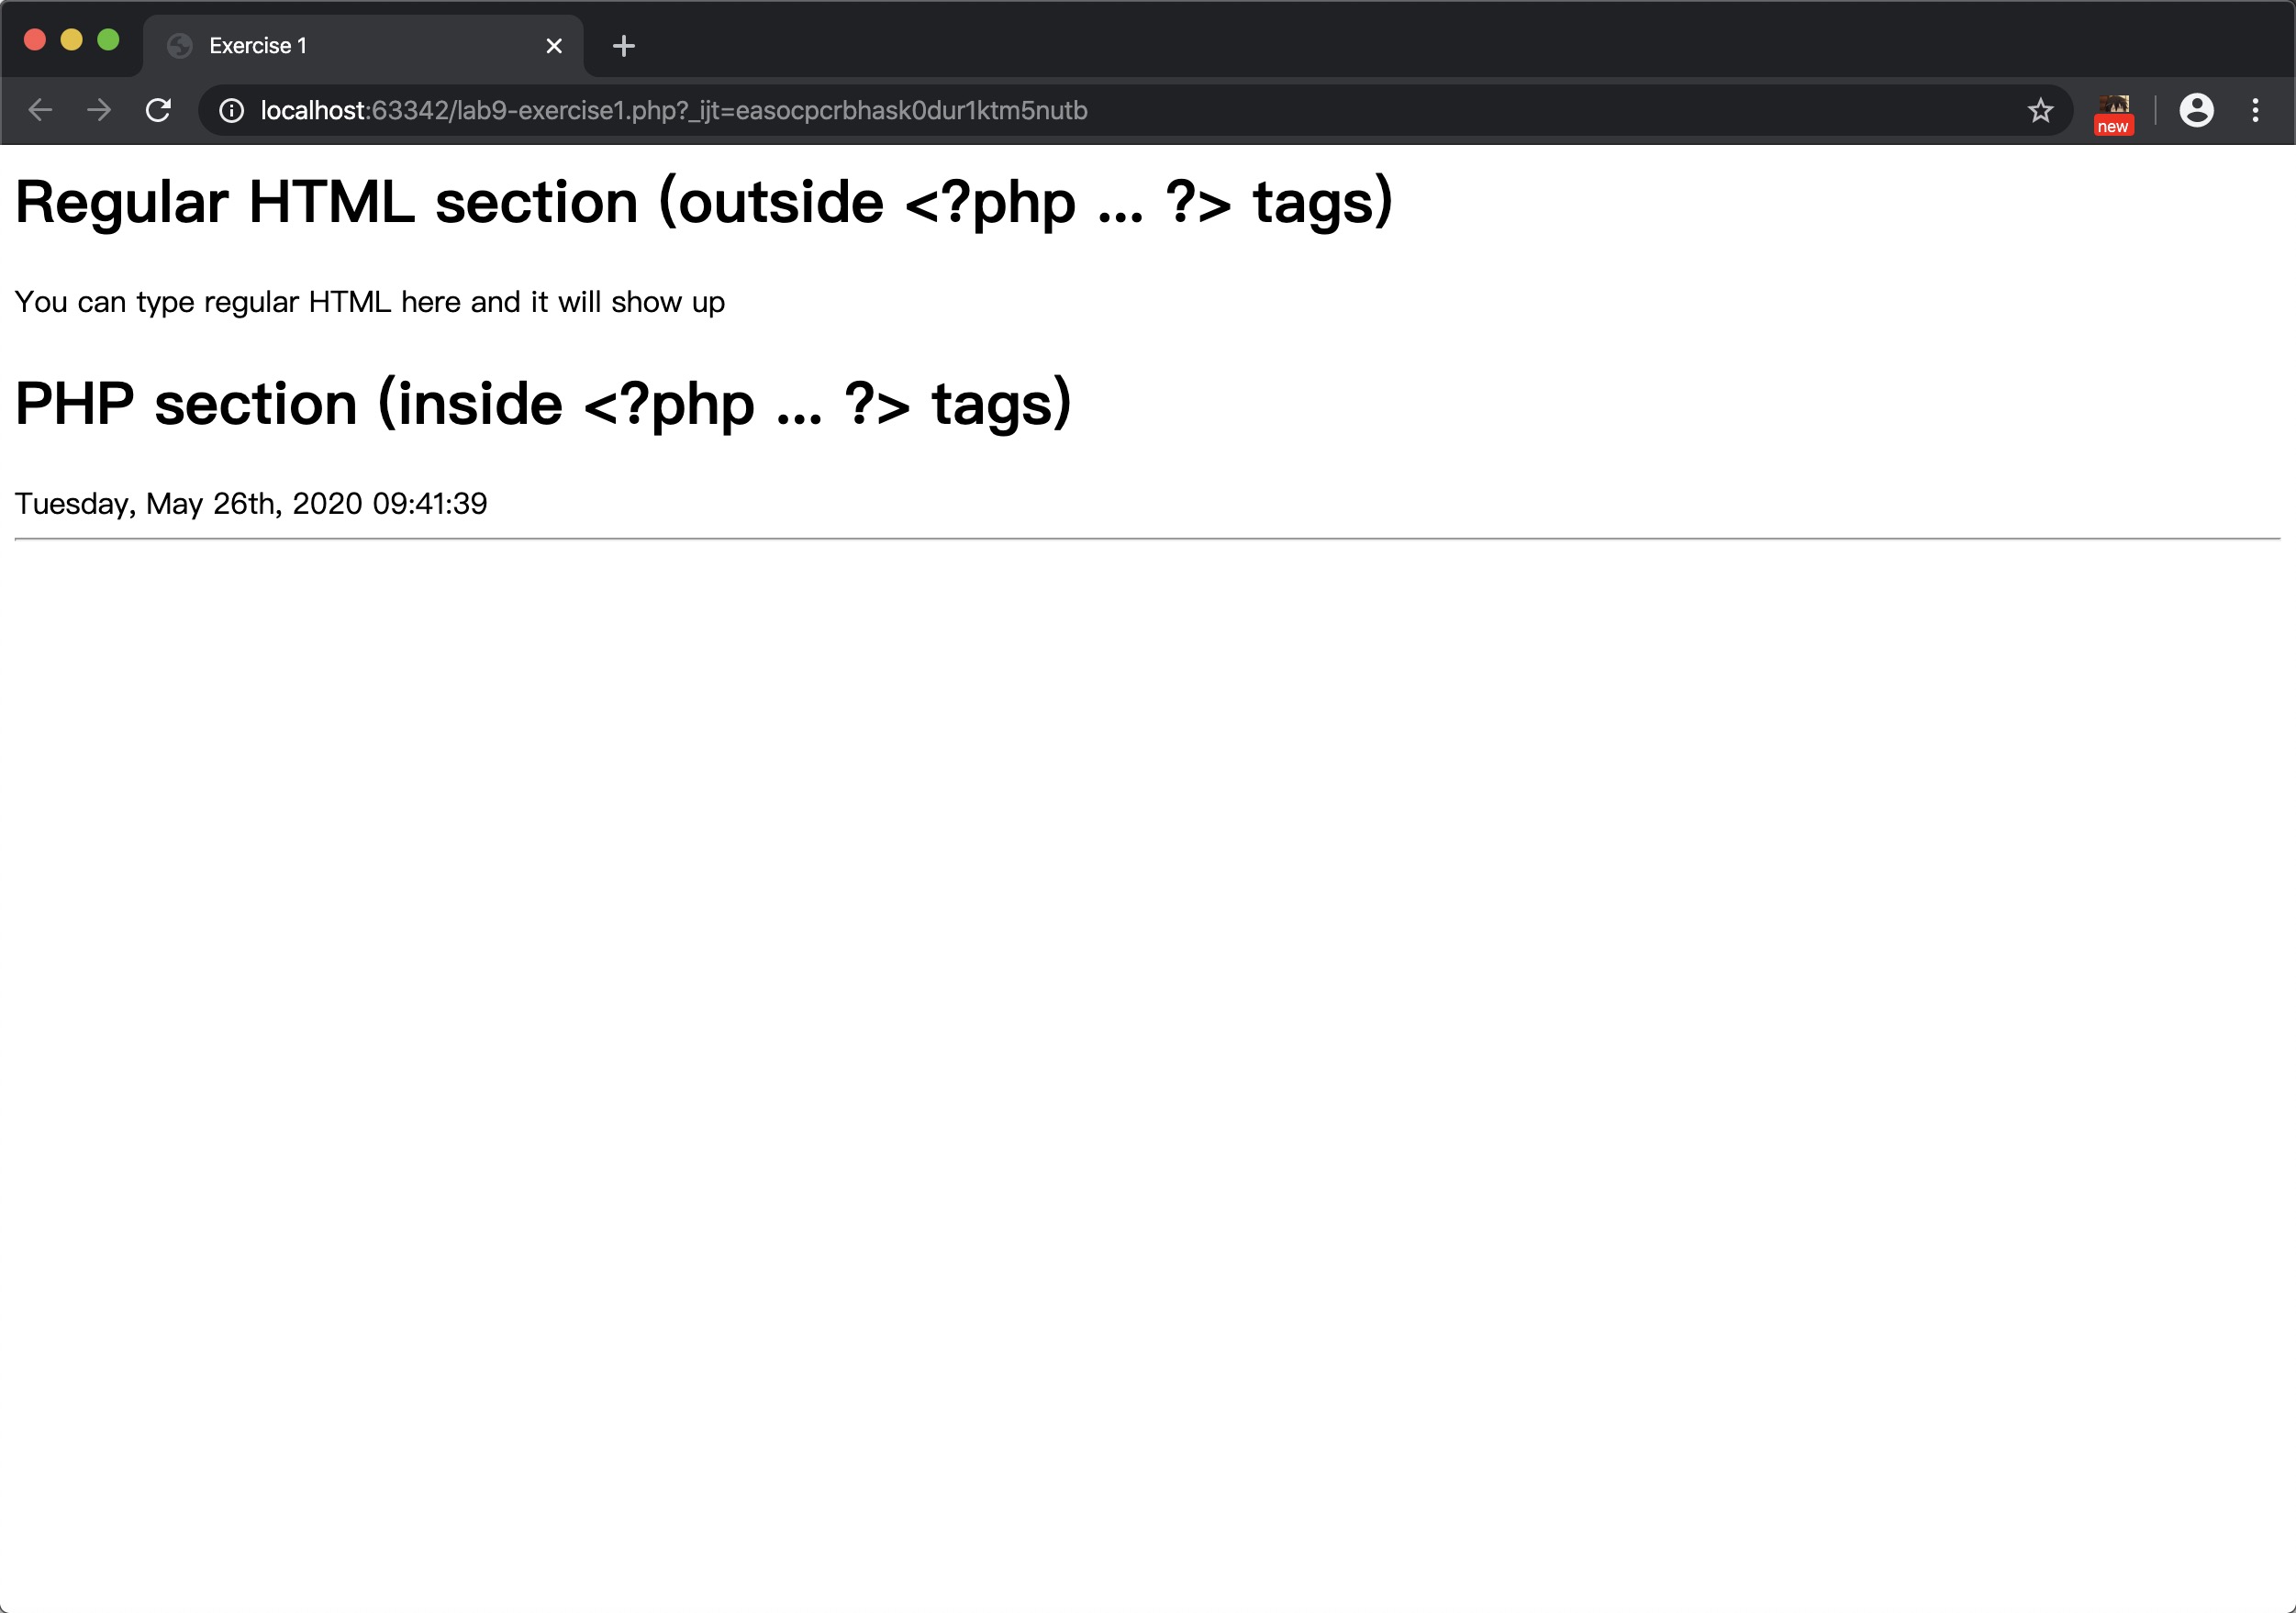 Exercise 1
localhost:63342/lab9-exercise1.php?_ijt=easocpcrbhask0dur1ktm5nutb
new
Regular HTML section (outside <?php ... ?> tags)
You can type regular HTML here and it will show up
PHP section (inside <?php ... ?> tags)
Tuesday, May 26th, 2020 09:41:39